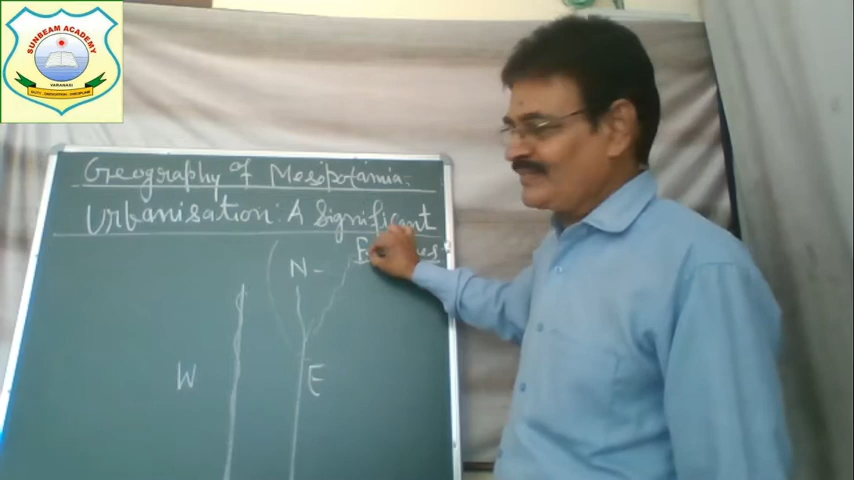 SUNBEAM ACADEMY
VARANASI
Geography of Mesopotamia:
Urbanisation: A Significant
N-
W
E